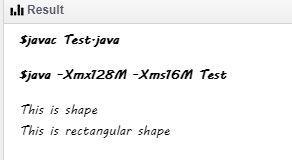 Result
$javac Test.java
$java -Xmx128M -Xms16M Test
This is shape
This is rectangular shape